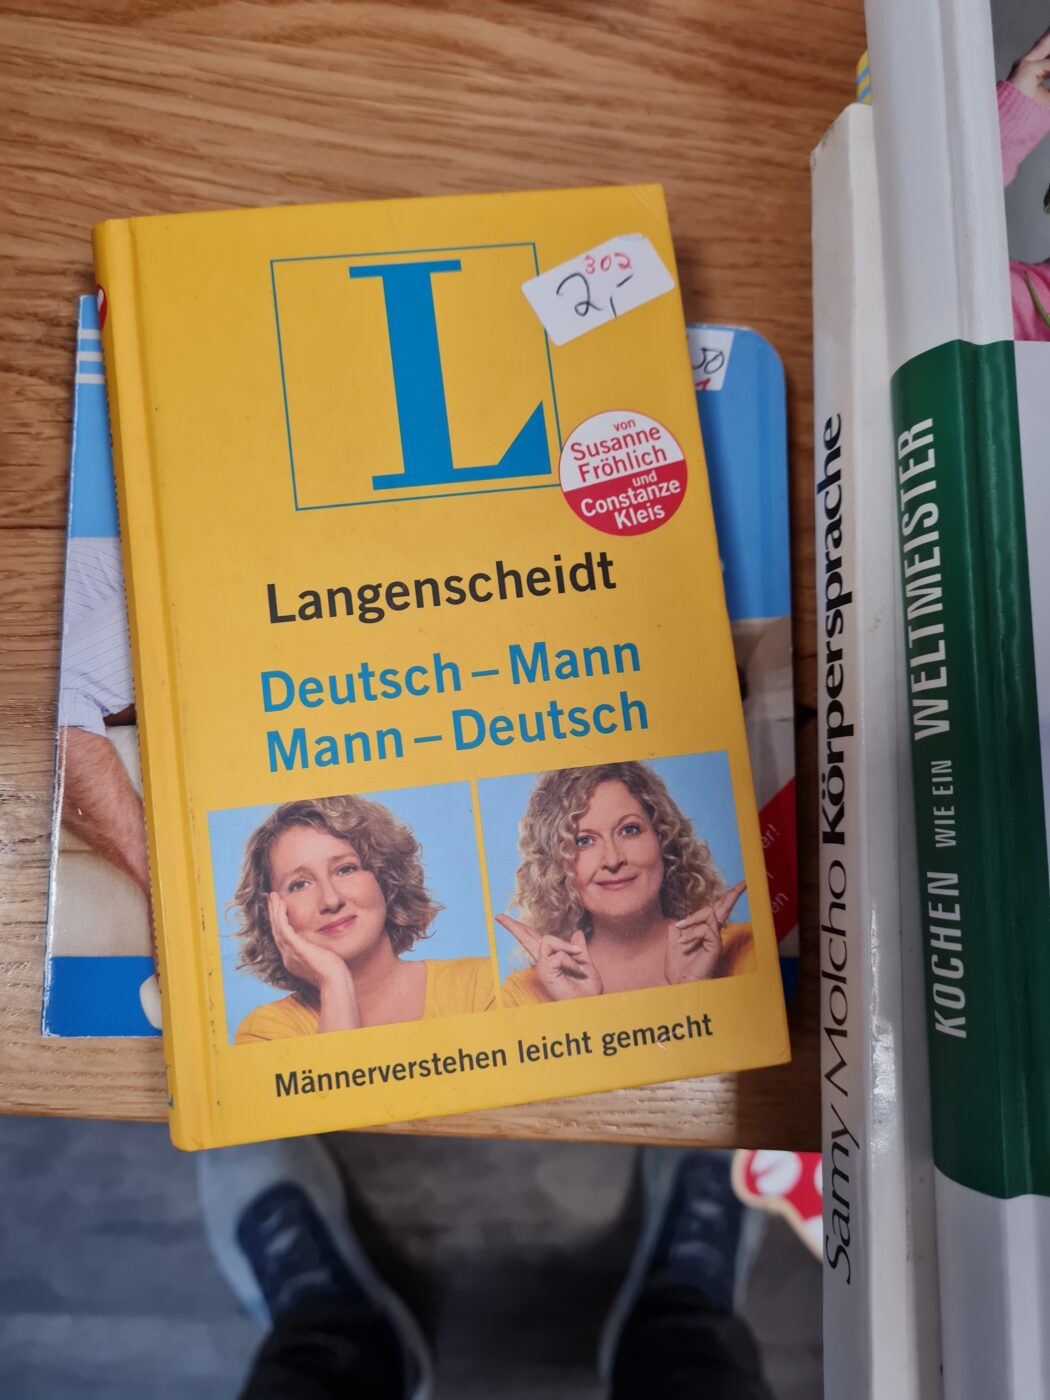 L
302
2,-
von
Susanne
Fröhlich
und
Constanze
Kleis
Langenscheidt
Deutsch – Mann
Mann – Deutsch
Männerverstehen leicht gemacht
Samy Molcho Körpersprache
KOCHEN WIE EIN WELTMEISTER